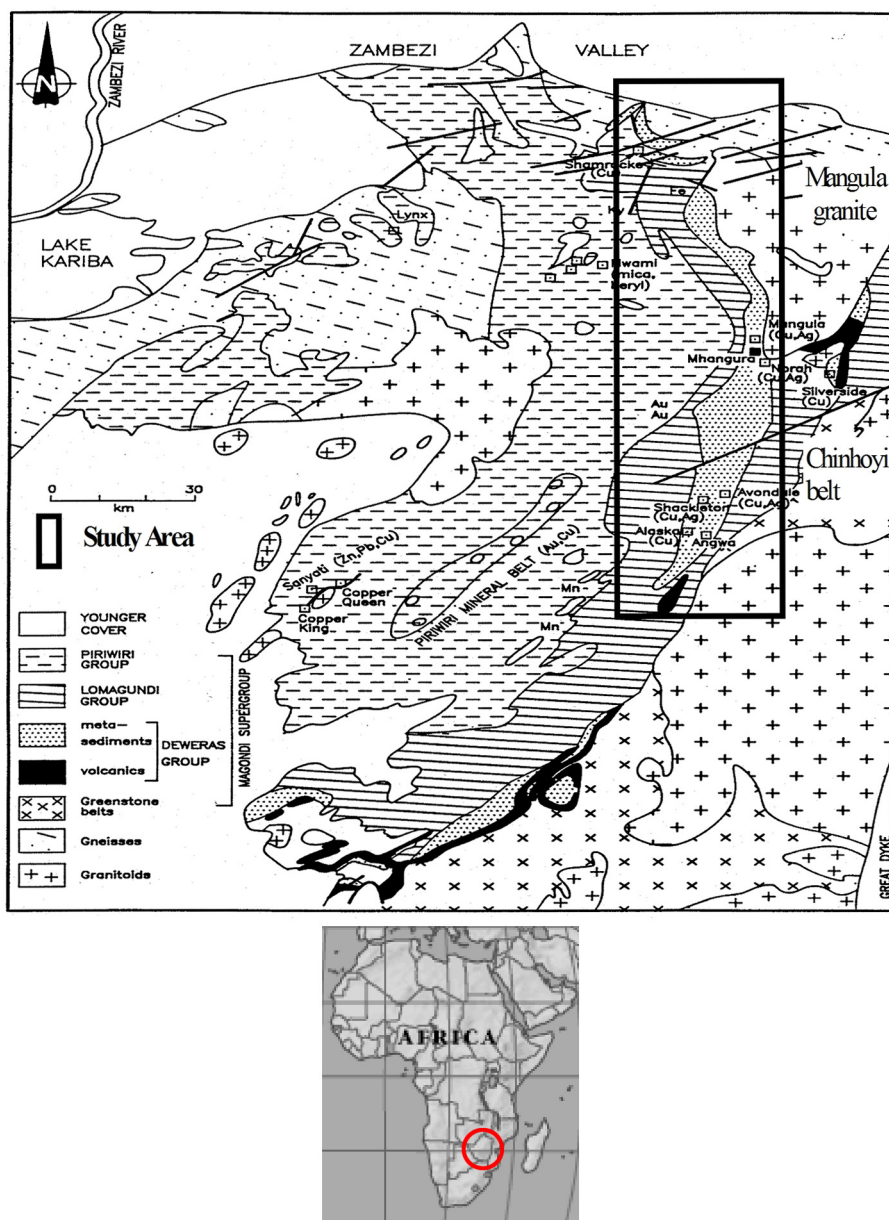 ZAMBEZI VALLEY
ZAMBEZI RIVER
N
Shamrocke
(Cu)
Fe
Ky
Mangula
granite
Lynx
LAKE
KARIBA
Mwami
(mica,
beryl)
Mangula
(Cu,Ag)
Mhangura
Norah
(Cu,Ag)
Silverside
(Cu)
Au
Au
Chinhoyi
belt
0 30
km
Study Area
Avondale
(Cu,Ag)
Shackleton
(Cu,Ag)
Alaska
(Cu)
Angwa
Sanyati (Zn,Pb,Cu)
Copper
Queen
Copper
King
PIRIWIRI MINERAL BELT (Au,Cu)
Mn
Mn
YOUNGER
COVER
PIRIWIRI
GROUP
LOMAGUNDI
GROUP
meta-
sediments
volcanics
DEWERAS
GROUP
MAGONDI SUPERGROUP
Greenstone
belts
Gneisses
Granitoids
GREAT DYKE
AFRICA